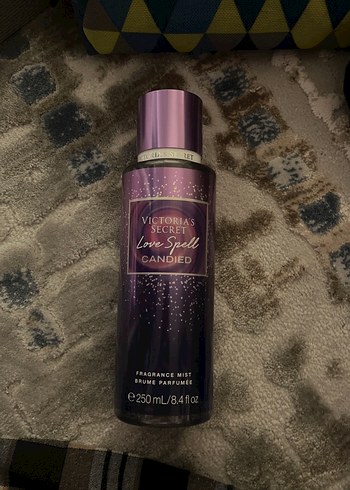 VICTORIA'S
SECRET
Love Spell
CANDIED
FRAGRANCE MIST
BRUME PARFUMÉE
℮ 250 mL/8.4 fl oz